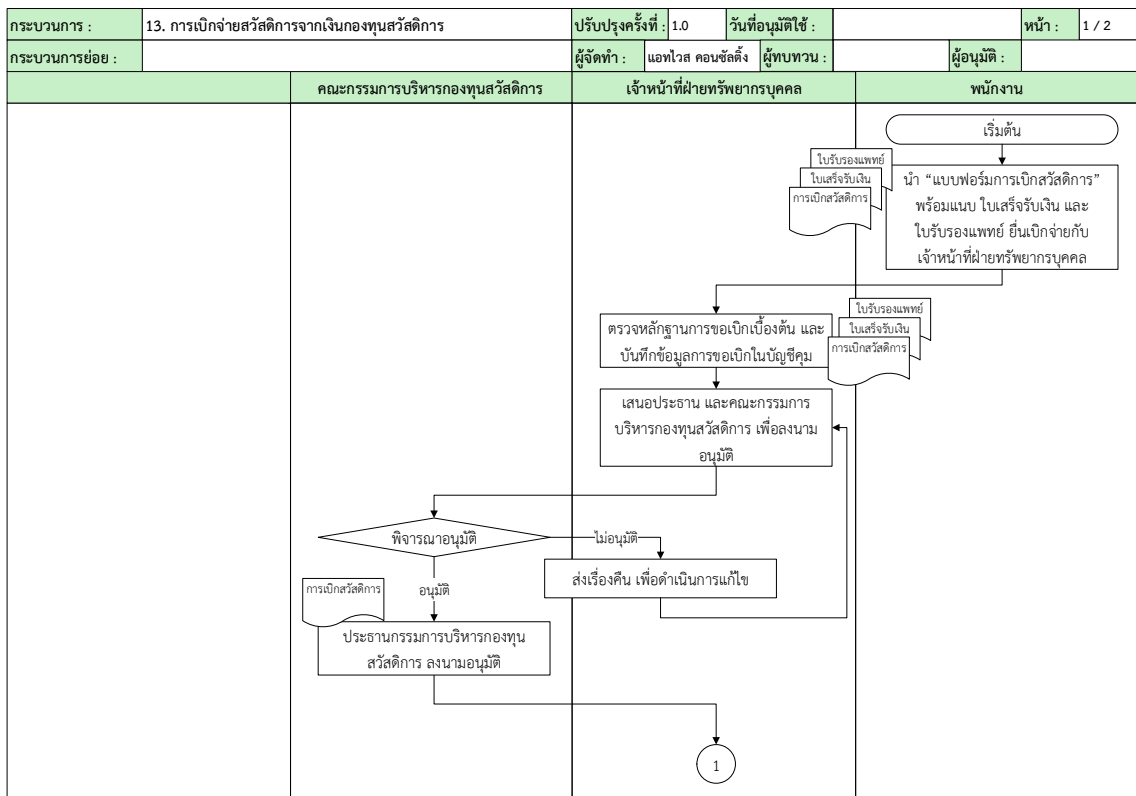 กระบวนการ : 13. การเบิกจ่ายสวัสดิการจากเงินกองทุนสวัสดิการ ปรับปรุงครั้งที่ : 1.0 วันที่อนุมัติใช้ : หน้า : 1 / 2
กระบวนการย่อย : ผู้จัดทำ : แอทไวส คอนซัลติ้ง ผู้ทบทวน : ผู้อนุมัติ :
คณะกรรมการบริหารกองทุนสวัสดิการ เจ้าหน้าที่ฝ่ายทรัพยากรบุคคล พนักงาน
เริ่มต้น
ใบรับรองแพทย์
ใบเสร็จรับเงิน
การเบิกสวัสดิการ
นำ “แบบฟอร์มการเบิกสวัสดิการ”
พร้อมแนบ ใบเสร็จรับเงิน และ
ใบรับรองแพทย์ ยื่นเบิกจ่ายกับ
เจ้าหน้าที่ฝ่ายทรัพยากรบุคคล
ตรวจหลักฐานการขอเบิกเบื้องต้น และ
บันทึกข้อมูลการขอเบิกในบัญชีคุม
ใบรับรองแพทย์
ใบเสร็จรับเงิน
การเบิกสวัสดิการ
เสนอประธาน และคณะกรรมการ
บริหารกองทุนสวัสดิการ เพื่อลงนาม
อนุมัติ
พิจารณาอนุมัติ
ไม่อนุมัติ
ส่งเรื่องคืน เพื่อดำเนินการแก้ไข
อนุมัติ
การเบิกสวัสดิการ
ประธานกรรมการบริหารกองทุน
สวัสดิการ ลงนามอนุมัติ
1